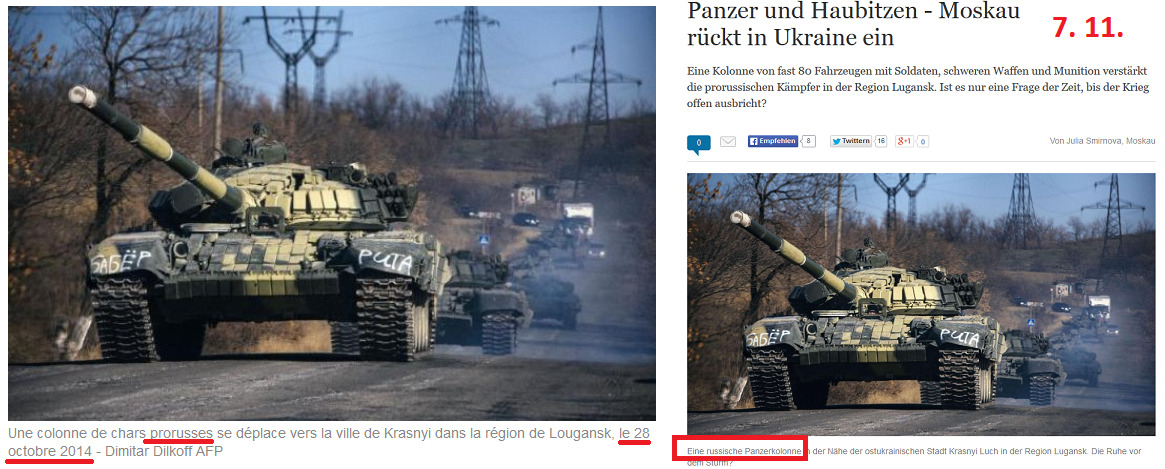 БАБЁР
РИТА
Une colonne de chars prorusses se déplace vers la ville de Krasnyi dans la région de Lougansk, le 28
octobre 2014 - Dimitar Dilkoff AFP
Panzer und Haubitzen - Moskau
rückt in Ukraine ein
7. 11.
Eine Kolonne von fast 80 Fahrzeugen mit Soldaten, schweren Waffen und Munition verstärkt
die prorussischen Kämpfer in der Region Lugansk. Ist es nur eine Frage der Zeit, bis der Krieg
offen ausbricht?
0
Empfehlen 8
Twittern 16
g+1 0
Von Julia Smirnova, Moskau
БАБЁР
РИТА
Eine russische Panzerkolonne in der Nähe der ostukrainischen Stadt Krasnyi Luch in der Region Lugansk. Die Ruhe vor
dem Sturm?